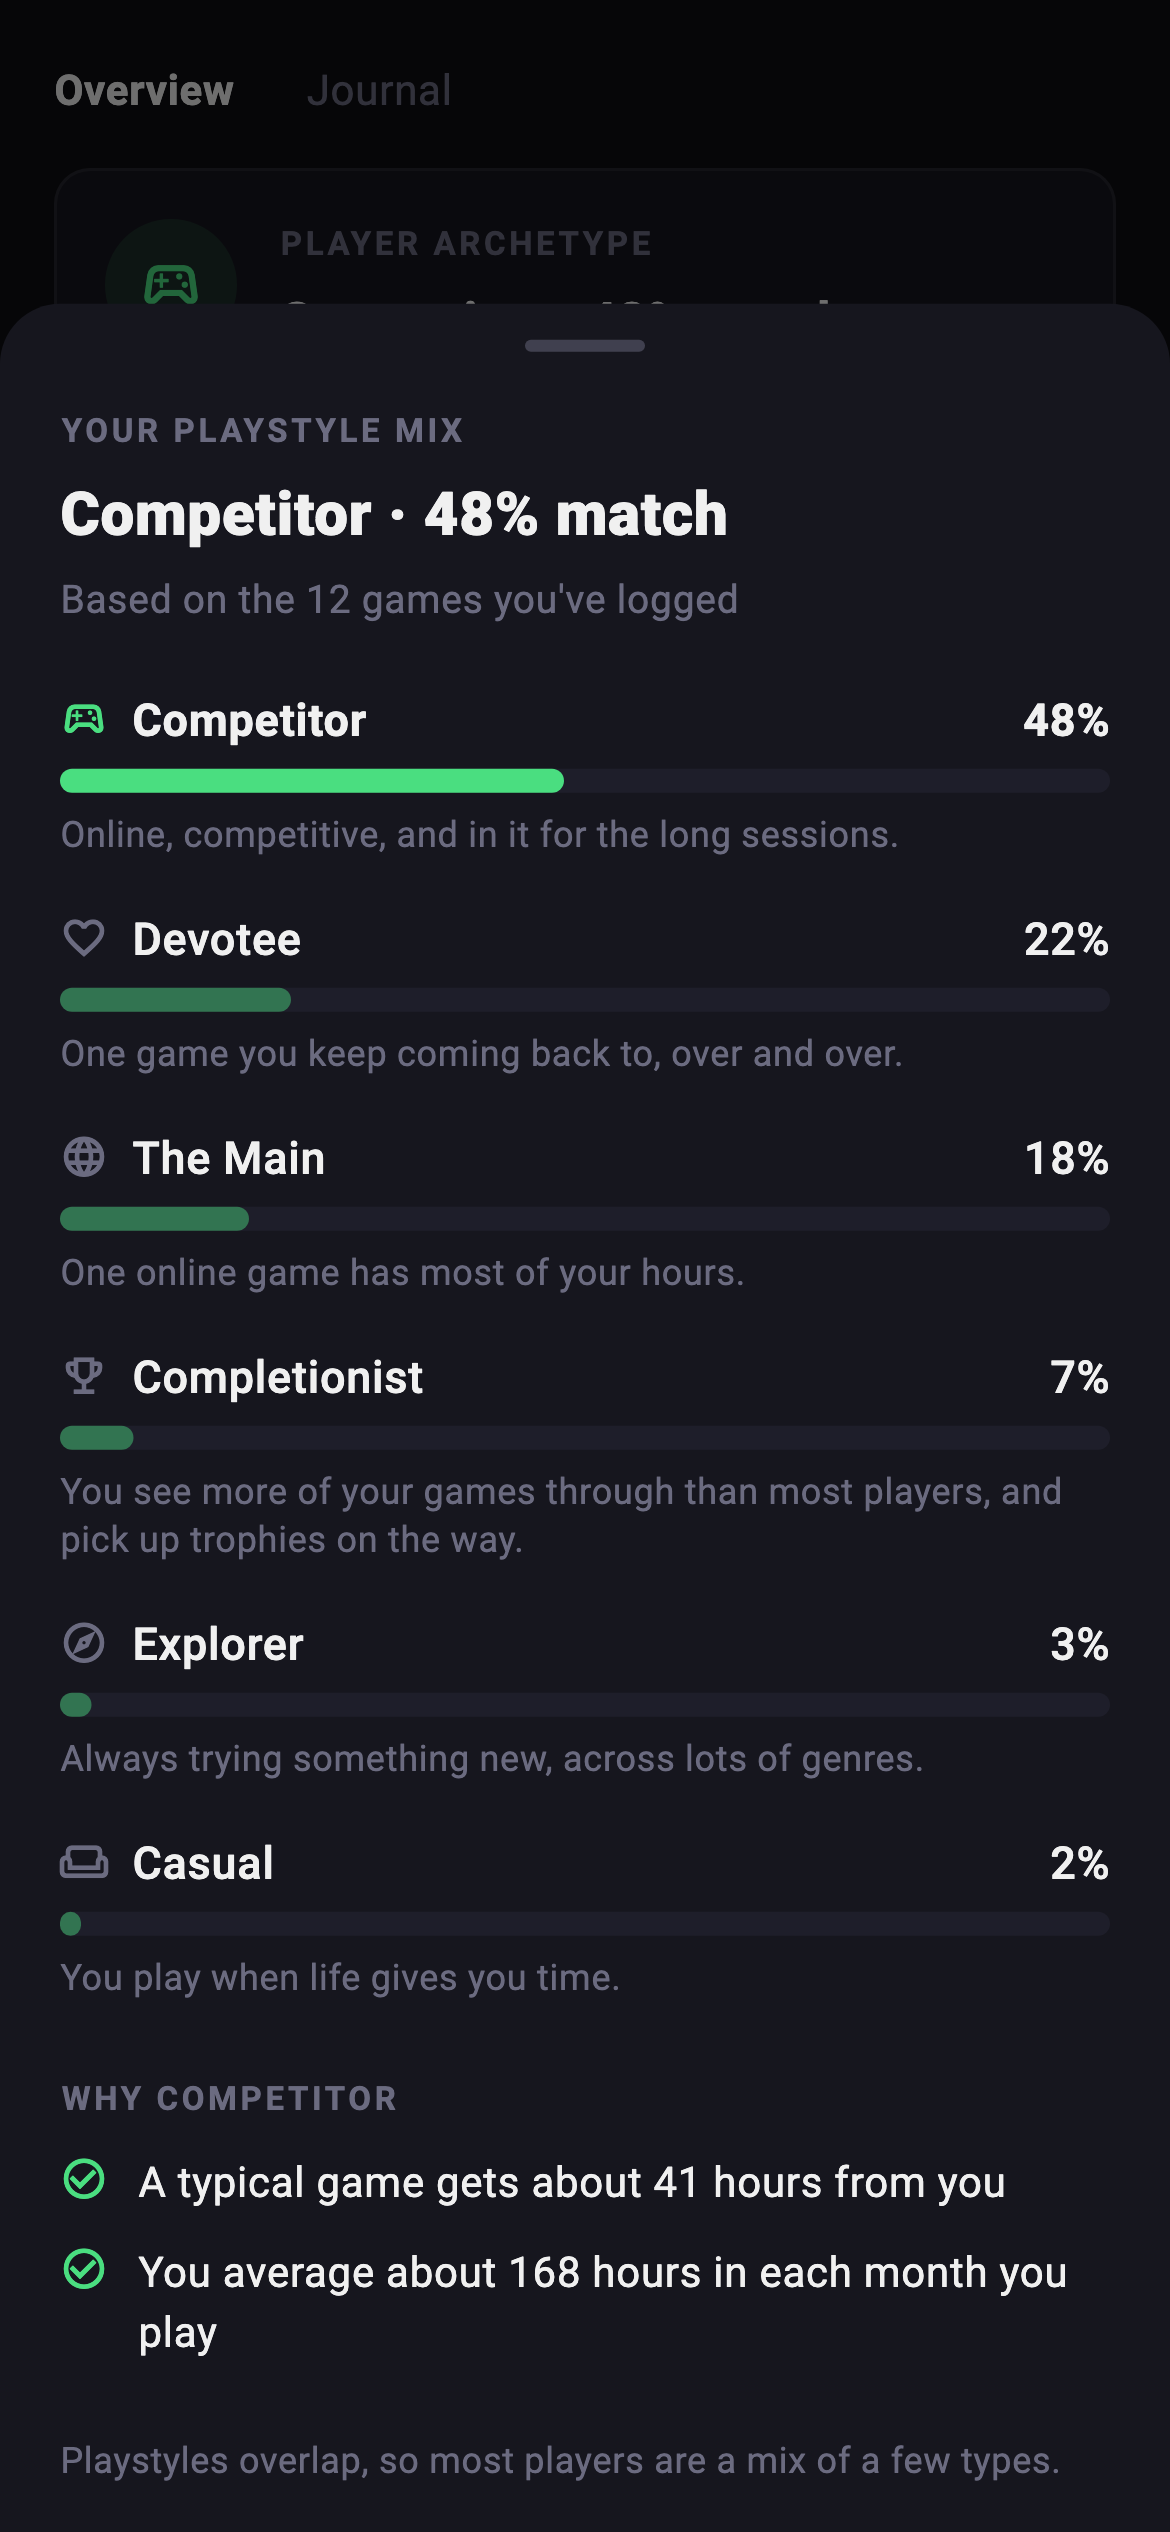 Overview Journal
PLAYER ARCHETYPE
YOUR PLAYSTYLE MIX
Competitor · 48% match
Based on the 12 games you've logged
Competitor 48%
Online, competitive, and in it for the long sessions.
Devotee 22%
One game you keep coming back to, over and over.
The Main 18%
One online game has most of your hours.
Completionist 7%
You see more of your games through than most players, and
pick up trophies on the way.
Explorer 3%
Always trying something new, across lots of genres.
Casual 2%
You play when life gives you time.
WHY COMPETITOR
A typical game gets about 41 hours from you
You average about 168 hours in each month you
play
Playstyles overlap, so most players are a mix of a few types.